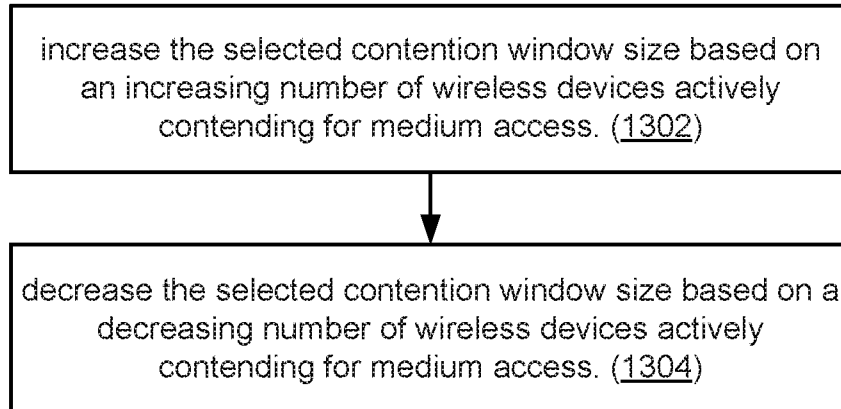 increase the selected contention window size based on
an increasing number of wireless devices actively
contending for medium access. (1302)
decrease the selected contention window size based on a
decreasing number of wireless devices actively
contending for medium access. (1304)